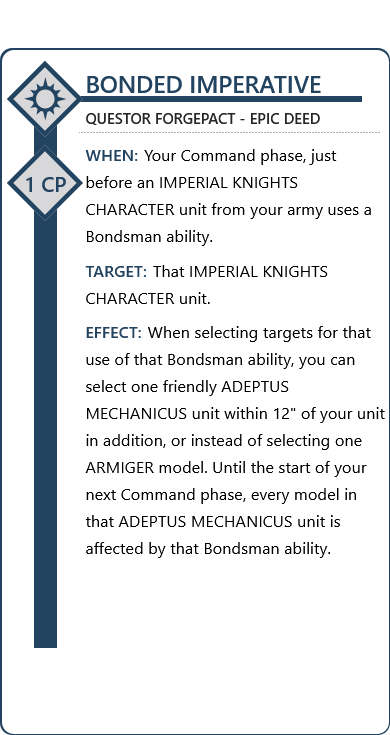 BONDED IMPERATIVE
QUESTOR FORGEPACT - EPIC DEED
WHEN: Your Command phase, just
1 CP
before an IMPERIAL KNIGHTS
CHARACTER unit from your army uses a
Bondsman ability.
TARGET: That IMPERIAL KNIGHTS
CHARACTER unit.
EFFECT: When selecting targets for that
use of that Bondsman ability, you can
select one friendly ADEPTUS
MECHANICUS unit within 12" of your unit
in addition, or instead of selecting one
ARMIGER model. Until the start of your
next Command phase, every model in
that ADEPTUS MECHANICUS unit is
affected by that Bondsman ability.